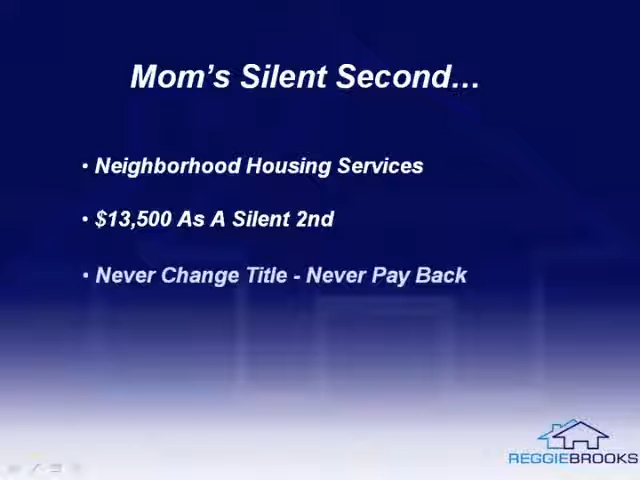 Mom's Silent Second...
• Neighborhood Housing Services
• $13,500 As A Silent 2nd
• Never Change Title - Never Pay Back
REGGIEBROOKS